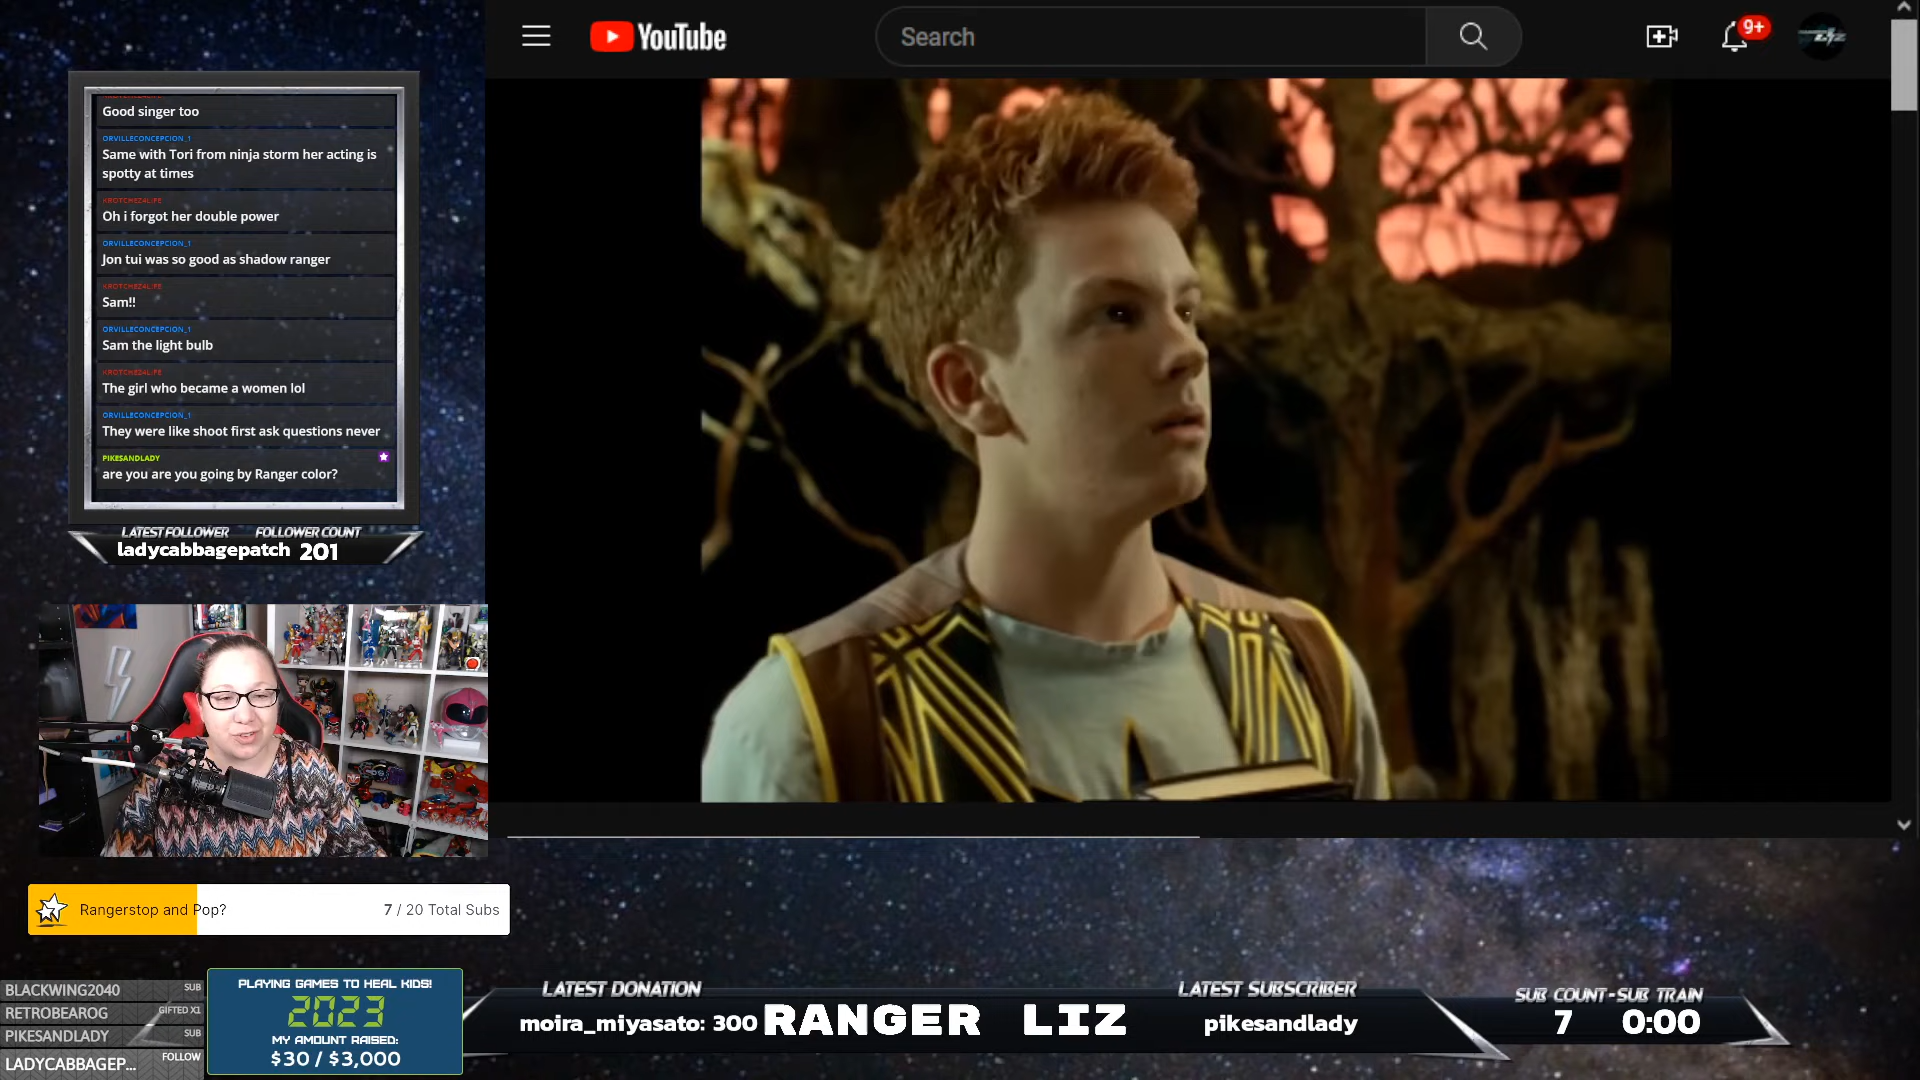 YouTube
Search
9+
Good singer too
ORVILLECONCEPCION_1
Same with Tori from ninja storm her acting is
spotty at times
KROTCHEZ4LIFE
Oh i forgot her double power
ORVILLECONCEPCION_1
Jon tui was so good as shadow ranger
KROTCHEZ4LIFE
Sam!!
ORVILLECONCEPCION_1
Sam the light bulb
KROTCHEZ4LIFE
The girl who became a women lol
ORVILLECONCEPCION_1
They were like shoot first ask questions never
PIKESANDLADY
are you are you going by Ranger color?
LATEST FOLLOWER FOLLOWER COUNT
ladycabbagepatch 201
Rangerstop and Pop? 7 / 20 Total Subs
BLACKWING2040 SUB
RETROBEAROG GIFTED X1
PIKESANDLADY SUB
LADYCABBAGEP... FOLLOW
PLAYING GAMES TO HEAL KIDS!
2023
MY AMOUNT RAISED:
$30 / $3,000
LATEST DONATION
moira_miyasato: 300
RANGER LIZ
LATEST SUBSCRIBER
pikesandlady
SUB COUNT-SUB TRAIN
7 0:00